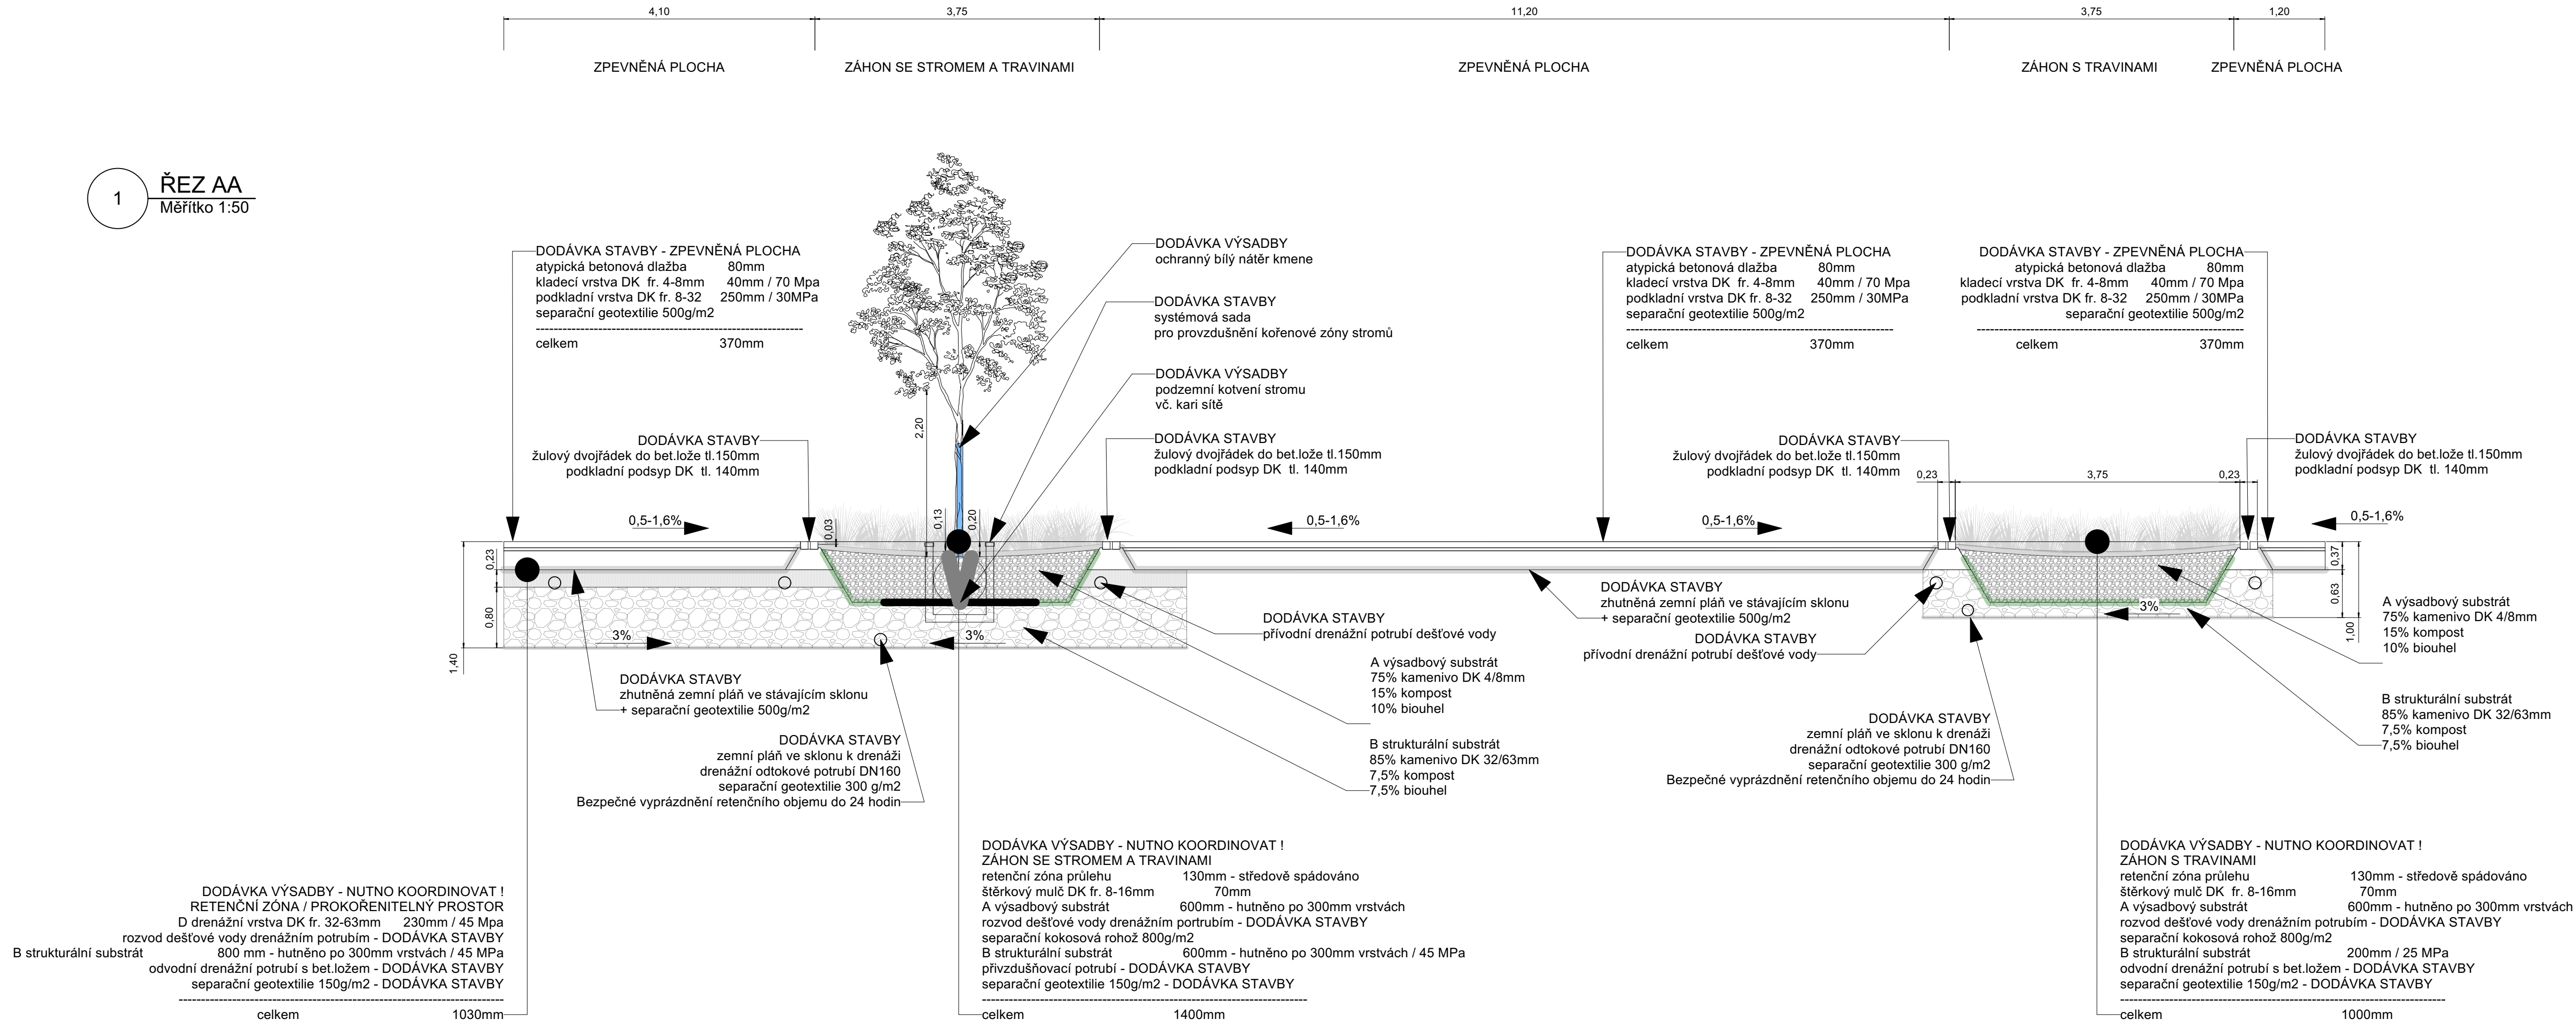 4,10
3,75
11,20
3,75
1,20
ZPEVNĚNÁ PLOCHA
ZÁHON SE STROMEM A TRAVINAMI
ZPEVNĚNÁ PLOCHA
ZÁHON S TRAVINAMI
ZPEVNĚNÁ PLOCHA
1
ŘEZ AA
Měřítko 1:50
DODÁVKA STAVBY - ZPEVNĚNÁ PLOCHA
atypická betonová dlažba 80mm
kladecí vrstva DK fr. 4-8mm 40mm / 70 Mpa
podkladní vrstva DK fr. 8-32 250mm / 30MPa
separační geotextilie 500g/m2
celkem 370mm
DODÁVKA VÝSADBY
ochranný bílý nátěr kmene
DODÁVKA STAVBY
systémová sada
pro provzdušnění kořenové zóny stromů
DODÁVKA VÝSADBY
podzemní kotvení stromu
vč. kari sítě
DODÁVKA STAVBY - ZPEVNĚNÁ PLOCHA
atypická betonová dlažba 80mm
kladecí vrstva DK fr. 4-8mm 40mm / 70 Mpa
podkladní vrstva DK fr. 8-32 250mm / 30MPa
separační geotextilie 500g/m2
celkem 370mm
DODÁVKA STAVBY - ZPEVNĚNÁ PLOCHA
atypická betonová dlažba 80mm
kladecí vrstva DK fr. 4-8mm 40mm / 70 Mpa
podkladní vrstva DK fr. 8-32 250mm / 30MPa
separační geotextilie 500g/m2
celkem 370mm
DODÁVKA STAVBY
žulový dvojřádek do bet.lože tl.150mm
podkladní podsyp DK tl. 140mm
2,20
DODÁVKA STAVBY
žulový dvojřádek do bet.lože tl.150mm
podkladní podsyp DK tl. 140mm
DODÁVKA STAVBY
žulový dvojřádek do bet.lože tl.150mm
podkladní podsyp DK tl. 140mm
DODÁVKA STAVBY
žulový dvojřádek do bet.lože tl.150mm
podkladní podsyp DK tl. 140mm
0,23
3,75
0,23
0,5-1,6%
0,03
0,13
0,20
0,5-1,6%
0,5-1,6%
0,5-1,6%
0,23
0,80
1,40
0,37
0,63
1,00
3%
3%
3%
DODÁVKA STAVBY
zhutněná zemní pláň ve stávajícím sklonu
+ separační geotextilie 500g/m2
DODÁVKA STAVBY
zemní pláň ve sklonu k drenáži
drenážní odtokové potrubí DN160
separační geotextilie 300 g/m2
Bezpečné vyprázdnění retenčního objemu do 24 hodin
DODÁVKA STAVBY
přívodní drenážní potrubí dešťové vody
A výsadbový substrát
75% kamenivo DK 4/8mm
15% kompost
10% biouhel
B strukturální substrát
85% kamenivo DK 32/63mm
7,5% kompost
7,5% biouhel
DODÁVKA STAVBY
zhutněná zemní pláň ve stávajícím sklonu
+ separační geotextilie 500g/m2
DODÁVKA STAVBY
přívodní drenážní potrubí dešťové vody
DODÁVKA STAVBY
zemní pláň ve sklonu k drenáži
drenážní odtokové potrubí DN160
separační geotextilie 300 g/m2
Bezpečné vyprázdnění retenčního objemu do 24 hodin
A výsadbový substrát
75% kamenivo DK 4/8mm
15% kompost
10% biouhel
B strukturální substrát
85% kamenivo DK 32/63mm
7,5% kompost
7,5% biouhel
DODÁVKA VÝSADBY - NUTNO KOORDINOVAT !
RETENČNÍ ZÓNA / PROKOŘENITELNÝ PROSTOR
D drenážní vrstva DK fr. 32-63mm 230mm / 45 Mpa
rozvod dešťové vody drenážním potrubím - DODÁVKA STAVBY
B strukturální substrát 800 mm - hutněno po 300mm vrstvách / 45 MPa
odvodní drenážní potrubí s bet.ložem - DODÁVKA STAVBY
separační geotextilie 150g/m2 - DODÁVKA STAVBY
celkem 1030mm
DODÁVKA VÝSADBY - NUTNO KOORDINOVAT !
ZÁHON SE STROMEM A TRAVINAMI
retenční zóna průlehu 130mm - středově spádováno
štěrkový mulč DK fr. 8-16mm 70mm
A výsadbový substrát 600mm - hutněno po 300mm vrstvách
rozvod dešťové vody drenážním portrubím - DODÁVKA STAVBY
separační kokosová rohož 800g/m2
B strukturální substrát 600mm - hutněno po 300mm vrstvách / 45 MPa
přivzdušňovací potrubí - DODÁVKA STAVBY
separační geotextilie 150g/m2 - DODÁVKA STAVBY
celkem 1400mm
DODÁVKA VÝSADBY - NUTNO KOORDINOVAT !
ZÁHON S TRAVINAMI
retenční zóna průlehu 130mm - středově spádováno
štěrkový mulč DK fr. 8-16mm 70mm
A výsadbový substrát 600mm - hutněno po 300mm vrstvách
rozvod dešťové vody drenážním potrubím - DODÁVKA STAVBY
separační kokosová rohož 800g/m2
B strukturální substrát 200mm / 25 MPa
odvodní drenážní potrubí s bet.ložem - DODÁVKA STAVBY
separační geotextilie 150g/m2 - DODÁVKA STAVBY
celkem 1000mm